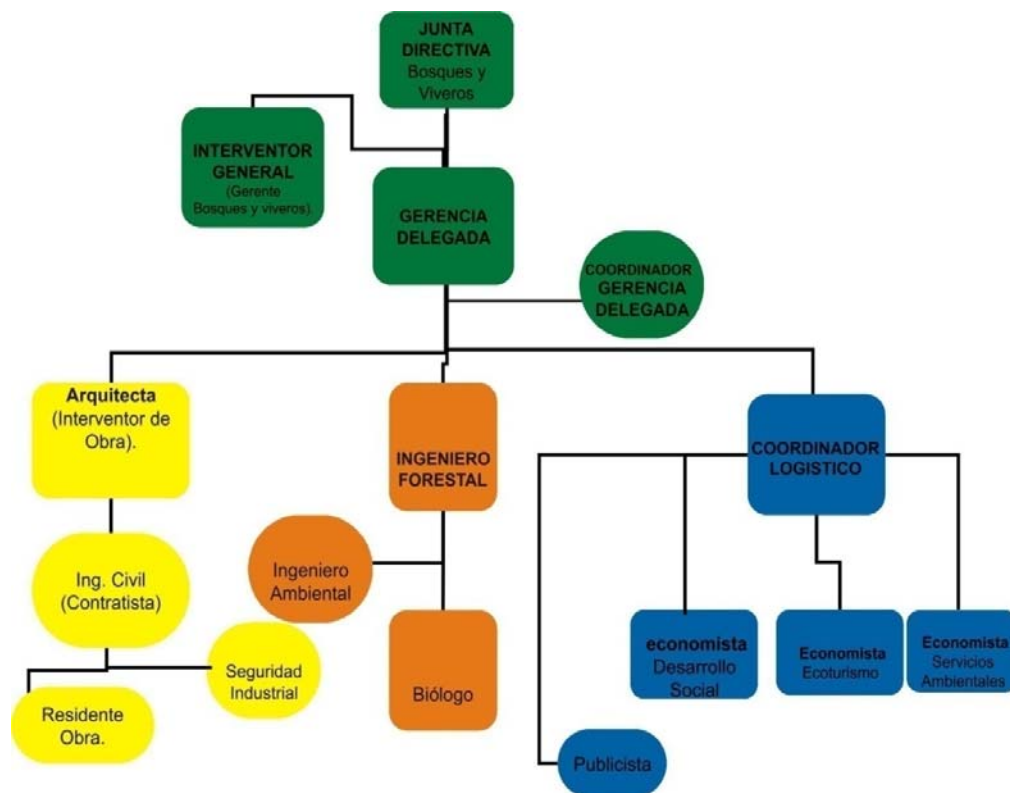 JUNTA
DIRECTIVA
Bosques y
Viveros
INTERVENTOR
GENERAL
(Gerente
Bosques y viveros).
GERENCIA
DELEGADA
COORDINADOR
GERENCIA
DELEGADA
Arquitecta
(Interventor de
Obra).
INGENIERO
FORESTAL
COORDINADOR
LOGISTICO
Ing. Civil
(Contratista)
Ingeniero
Ambiental
Seguridad
Industrial
Residente
Obra.
Biólogo
economista
Desarrollo
Social
Economista
Ecoturismo
Economista
Servicios
Ambientales
Publicista